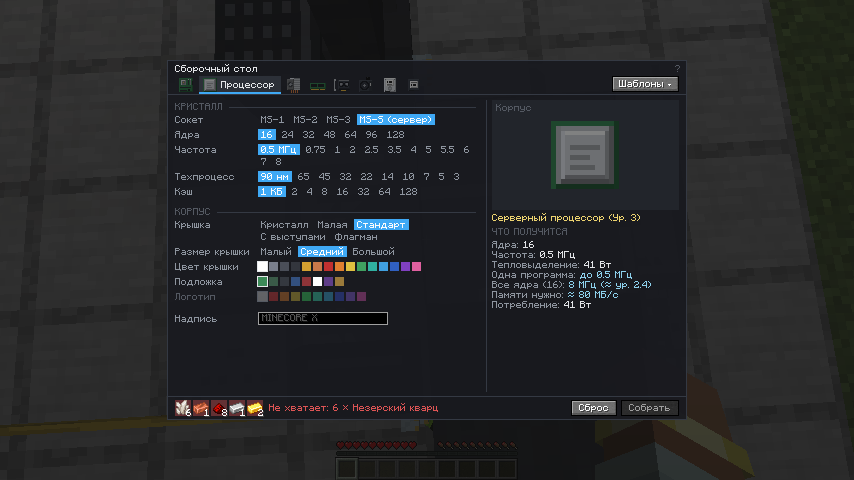 Сборочный стол
?
Процессор
Шаблоны
КРИСТАЛЛ
Сокет MS-1 MS-2 MS-3 MS-S (сервер)
Ядра 16 24 32 48 64 96 128
Частота 0.5 МГц 0.75 1 2 2.5 3.5 4 5 5.5 6
7 8
Техпроцесс 90 нм 65 45 32 22 14 10 7 5 3
Кэш 1 КБ 2 4 8 16 32 64 128
КОРПУС
Крышка Кристалл Малая Стандарт
С выступами Флагман
Размер крышки Малый Средний Большой
Цвет крышки
Подложка
Логотип
Надпись MINECORE X
Корпус
Серверный процессор (Ур. 3)
ЧТО ПОЛУЧИТСЯ
Ядра: 16
Частота: 0.5 МГц
Тепловыделение: 41 Вт
Одна программа: до 0.5 МГц
Все ядра (16): 8 МГц (≈ ур. 2.4)
Памяти нужно: ≈ 80 МБ/с
Потребление: 41 Вт
6 1 8 1 2 Не хватает: 6 × Незерский кварц
Сброс Собрать